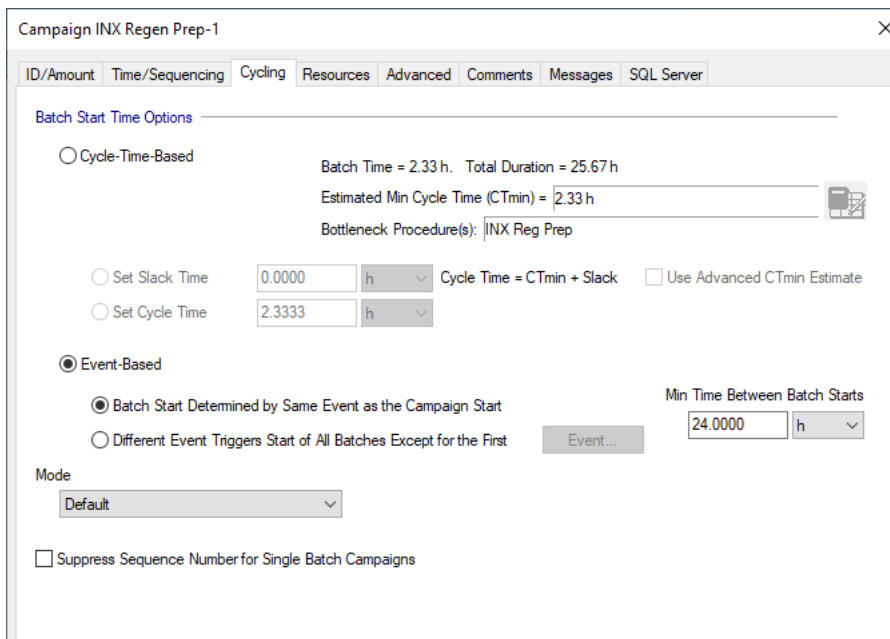 Campaign INX Regen Prep-1
ID/Amount Time/Sequencing Cycling Resources Advanced Comments Messages SQL Server
Batch Start Time Options
Cycle-Time-Based
Batch Time = 2.33 h. Total Duration = 25.67 h
Estimated Min Cycle Time (CTmin) = 2.33 h
Bottleneck Procedure(s): INX Reg Prep
Set Slack Time 0.0000 h Cycle Time = CTmin + Slack Use Advanced CTmin Estimate
Set Cycle Time 2.3333 h
Event-Based
Min Time Between Batch Starts
Batch Start Determined by Same Event as the Campaign Start
24.0000 h
Different Event Triggers Start of All Batches Except for the First Event...
Mode
Default
Suppress Sequence Number for Single Batch Campaigns